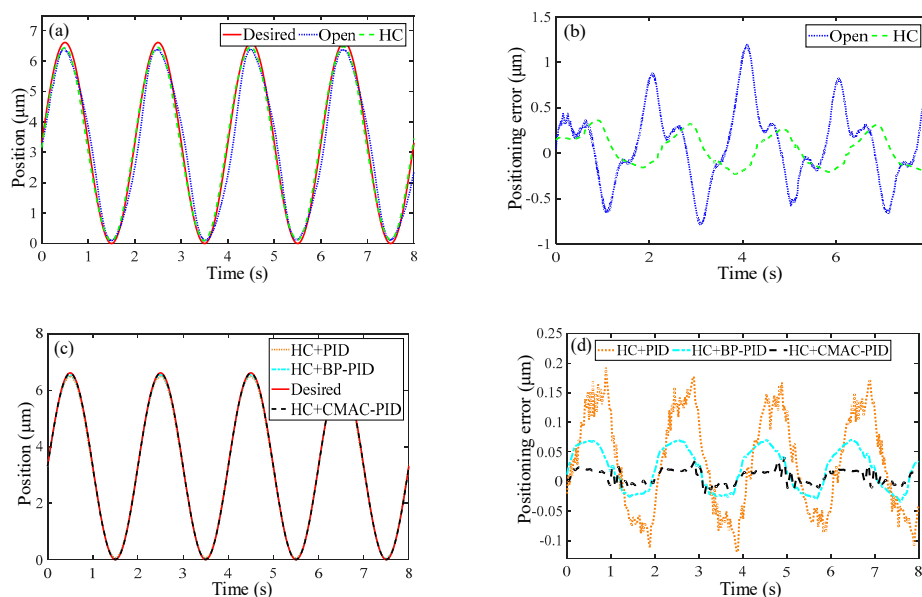 (a)
Desired Open HC
Position (μm)
7
6
5
4
3
2
1
0
0 1 2 3 4 5 6 7 8
Time (s)
(b)
Open HC
Positioning error (μm)
1
0.5
0
-0.5
-1
0 2 4 6
Time (s)
(c)
HC+PID
HC+BP-PID
Desired
HC+CMAC-PID
Position (μm)
8
6
4
2
0
0 1 2 3 4 5 6 7 8
Time (s)
(d)
HC+PID HC+BP-PID HC+CMAC-PID
Positioning error (μm)
0.25
0.2
0.15
0.1
0.05
0
-0.05
-0.1
0 1 2 3 4 5 6 7 8
Time (s)